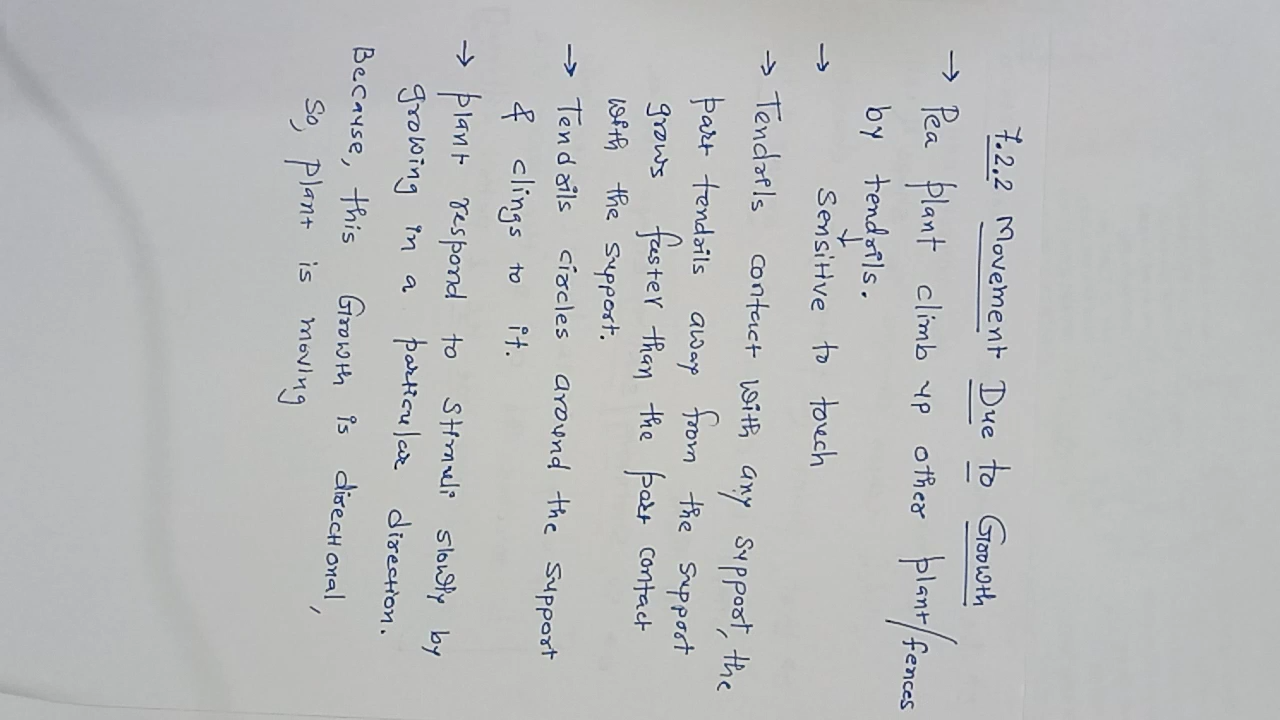 7.2.2 Movement Due to Growth
→ Pea plant climb up other plant/fences
by tendrils.
→ ↓ Sensitive to touch
→ Tendrils contact with any support, the
part tendrils away from the support
grows faster than the part contact
with the support.
→ Tendrils circles around the support
& clings to it.
→ plant respond to stimuli slowly by
growing in a particular direction.
Because, this Growth is directional,
So, plant is moving